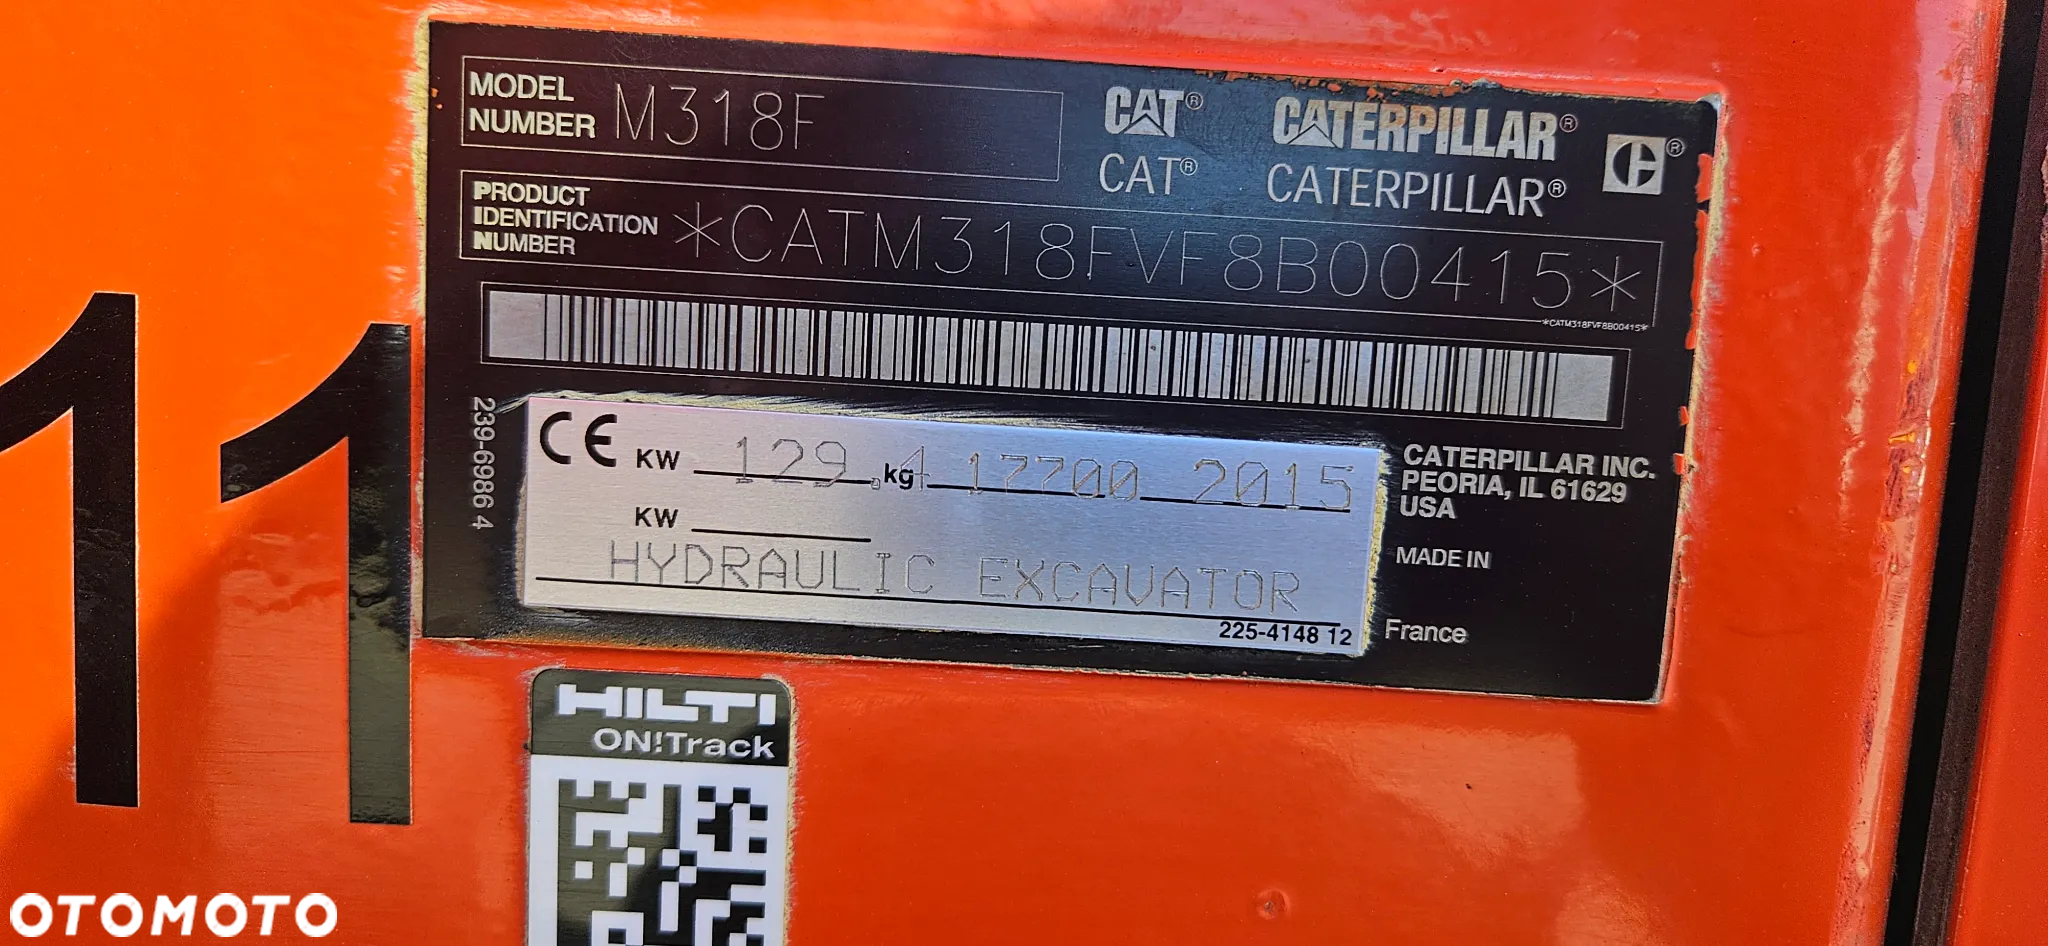 MODEL
NUMBER M318F
CAT® CATERPILLAR®
CAT® CATERPILLAR®
C®
PRODUCT
IDENTIFICATION
NUMBER
*CATM318FVF8B00415*
*CATM318FVF8B00415*
239-6986 4
CE KW 129.4 kg 17700 2015
KW
HYDRAULIC EXCAVATOR
225-4148 12
CATERPILLAR INC.
PEORIA, IL 61629
USA
MADE IN
France
11
HILTI
ON!Track
OTOMOTO